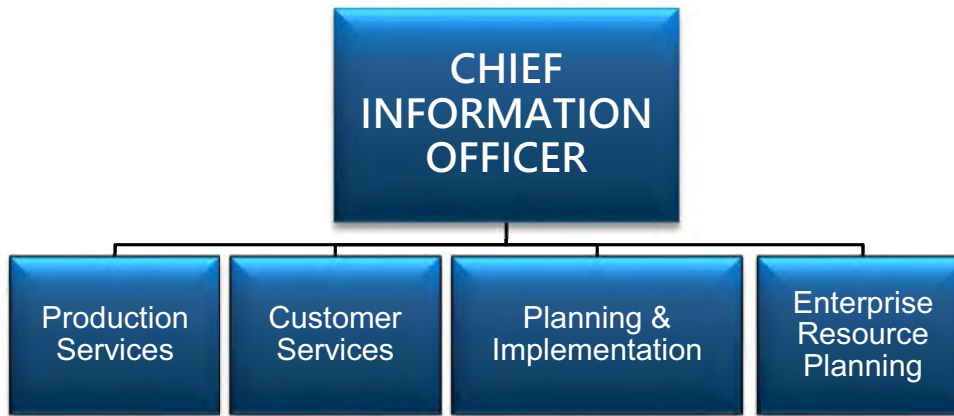 CHIEF
INFORMATION
OFFICER
Production
Services
Customer
Services
Planning &
Implementation
Enterprise
Resource
Planning